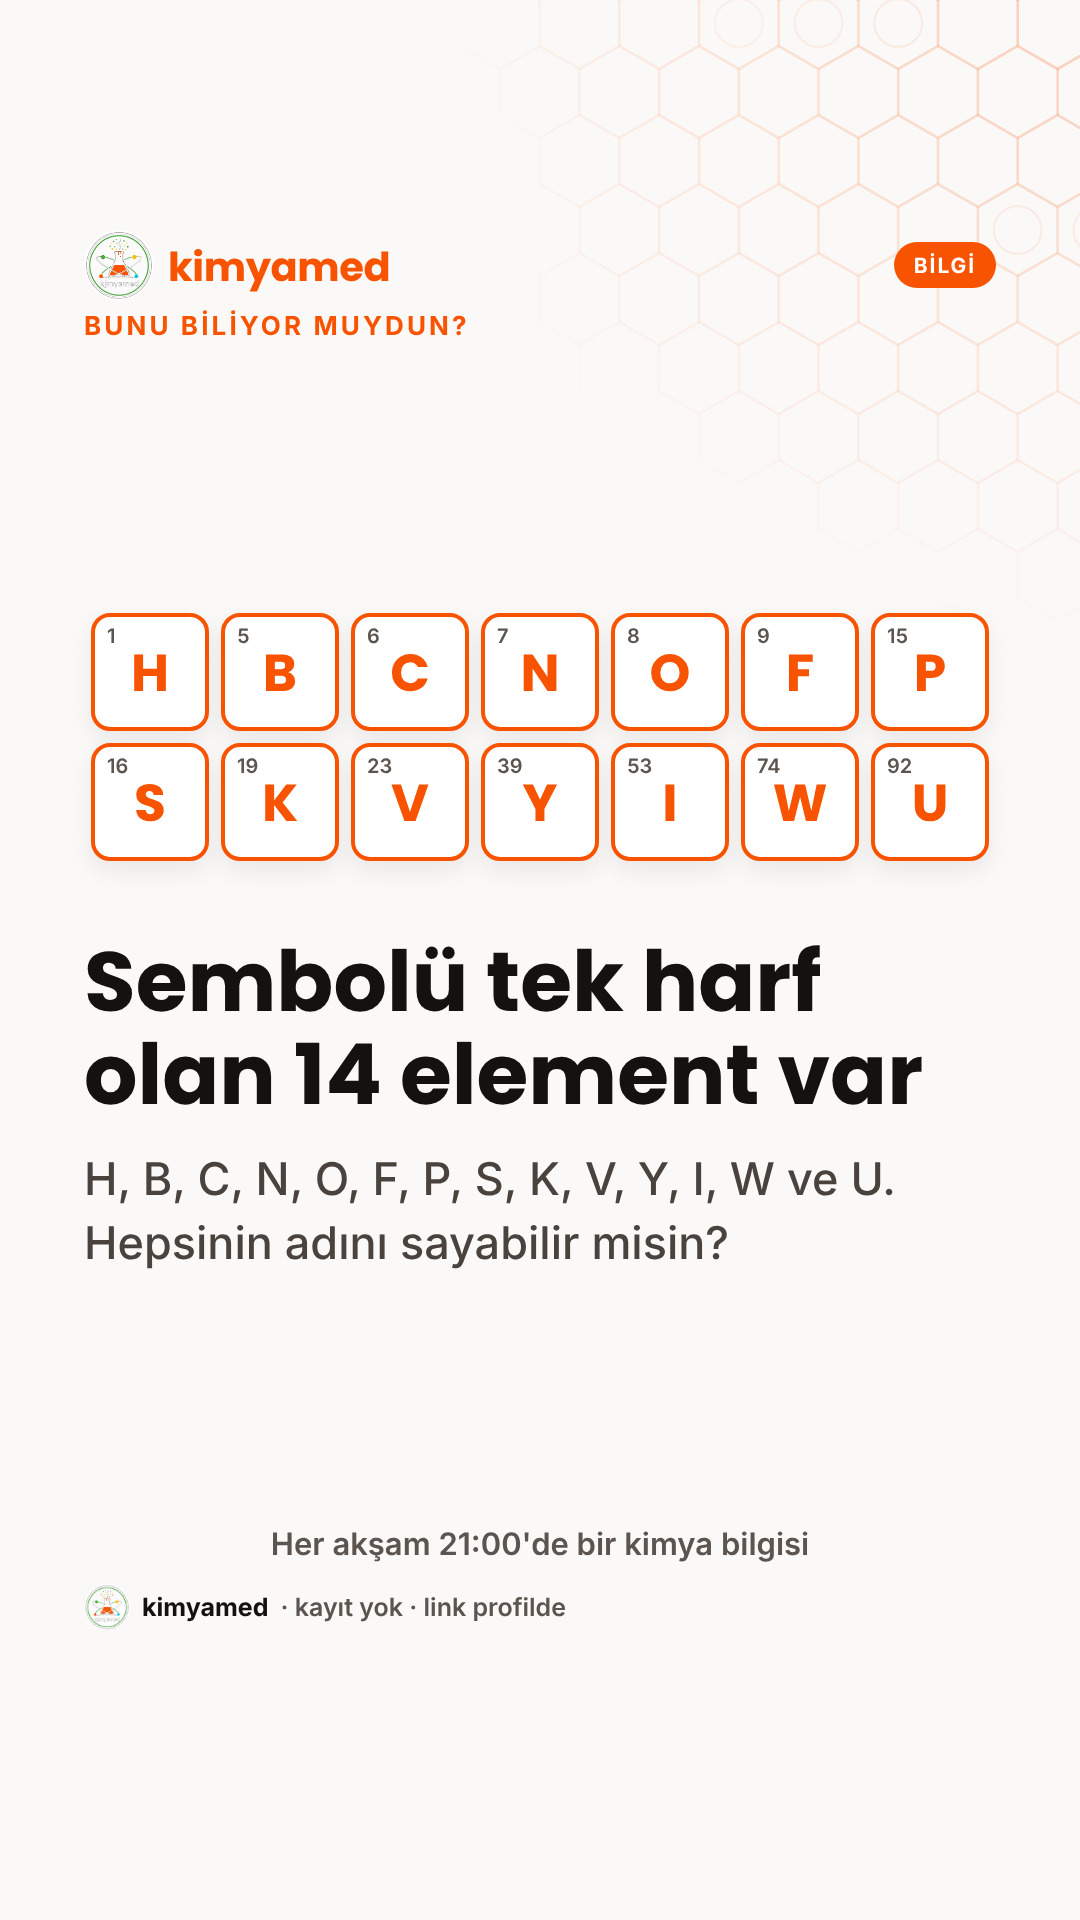 kimyamed
BİLGİ
BUNU BİLİYOR MUYDUN?
1 5 6 7 8 9 15
H B C N O F P
16 19 23 39 53 74 92
S K V Y I W U
Sembolü tek harf
olan 14 element var
H, B, C, N, O, F, P, S, K, V, Y, I, W ve U.
Hepsinin adını sayabilir misin?
Her akşam 21:00'de bir kimya bilgisi
kimyamed · kayıt yok · link profilde